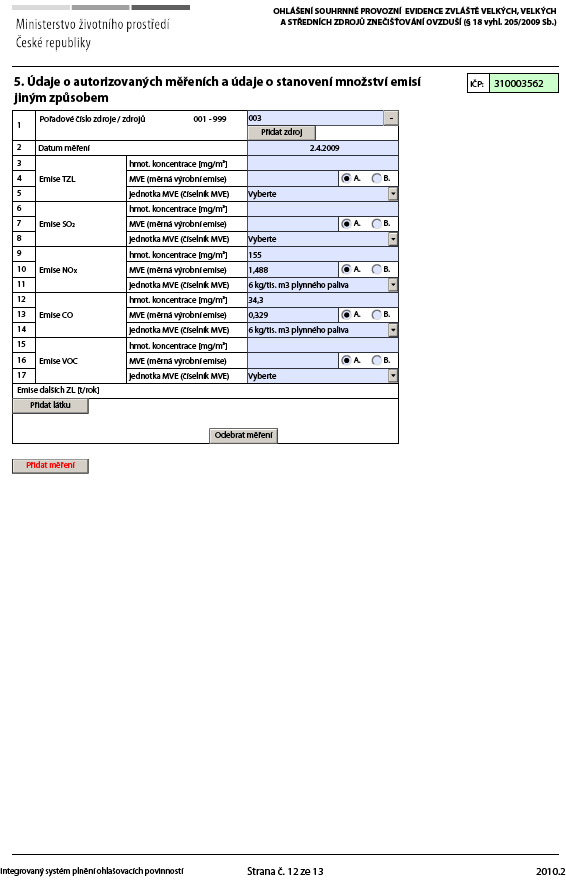 Ministerstvo životního prostředí
České republiky
OHLÁŠENÍ SOUHRNNÉ PROVOZNÍ EVIDENCE ZVLÁŠTĚ VELKÝCH, VELKÝCH
A STŘEDNÍCH ZDROJŮ ZNEČIŠŤOVÁNÍ OVZDUŠÍ (§ 18 vyhl. 205/2009 Sb.)
5. Údaje o autorizovaných měřeních a údaje o stanovení množství emisí
jiným způsobem
IČP: 310003562
1 Pořadové číslo zdroje / zdrojů 001 - 999 003 -
Přidat zdroj
2 Datum měření 2.4.2009
3 hmot. koncentrace [mg/m³]
4 Emise TZL MVE (měrná výrobní emise) A. B.
5 jednotka MVE (číselník MVE) Vyberte
6 hmot. koncentrace [mg/m³]
7 Emise SO₂ MVE (měrná výrobní emise) A. B.
8 jednotka MVE (číselník MVE) Vyberte
9 hmot. koncentrace [mg/m³] 155
10 Emise NOx MVE (měrná výrobní emise) 1,488 A. B.
11 jednotka MVE (číselník MVE) 6 kg/tis. m3 plynného paliva
12 hmot. koncentrace [mg/m³] 34,3
13 Emise CO MVE (měrná výrobní emise) 0,329 A. B.
14 jednotka MVE (číselník MVE) 6 kg/tis. m3 plynného paliva
15 hmot. koncentrace [mg/m³]
16 Emise VOC MVE (měrná výrobní emise) A. B.
17 jednotka MVE (číselník MVE) Vyberte
Emise dalších ZL [t/rok]
Přidat látku
Odebrat měření
Přidat měření
Integrovaný systém plnění ohlašovacích povinností Strana č. 12 ze 13 2010.2